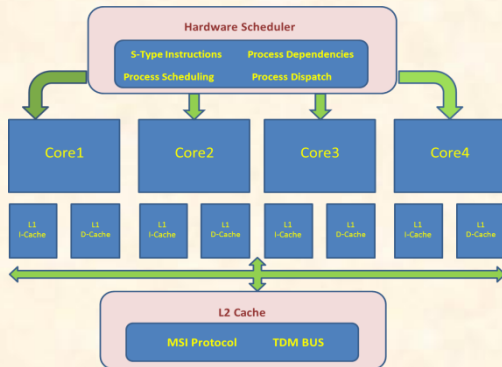 Hardware Scheduler
S-Type Instructions Process Dependencies
Process Scheduling Process Dispatch
Core1 Core2 Core3 Core4
L1 L1 L1 L1 L1 L1 L1 L1
I-Cache D-Cache I-Cache D-Cache I-Cache D-Cache I-Cache D-Cache
L2 Cache
MSI Protocol TDM BUS